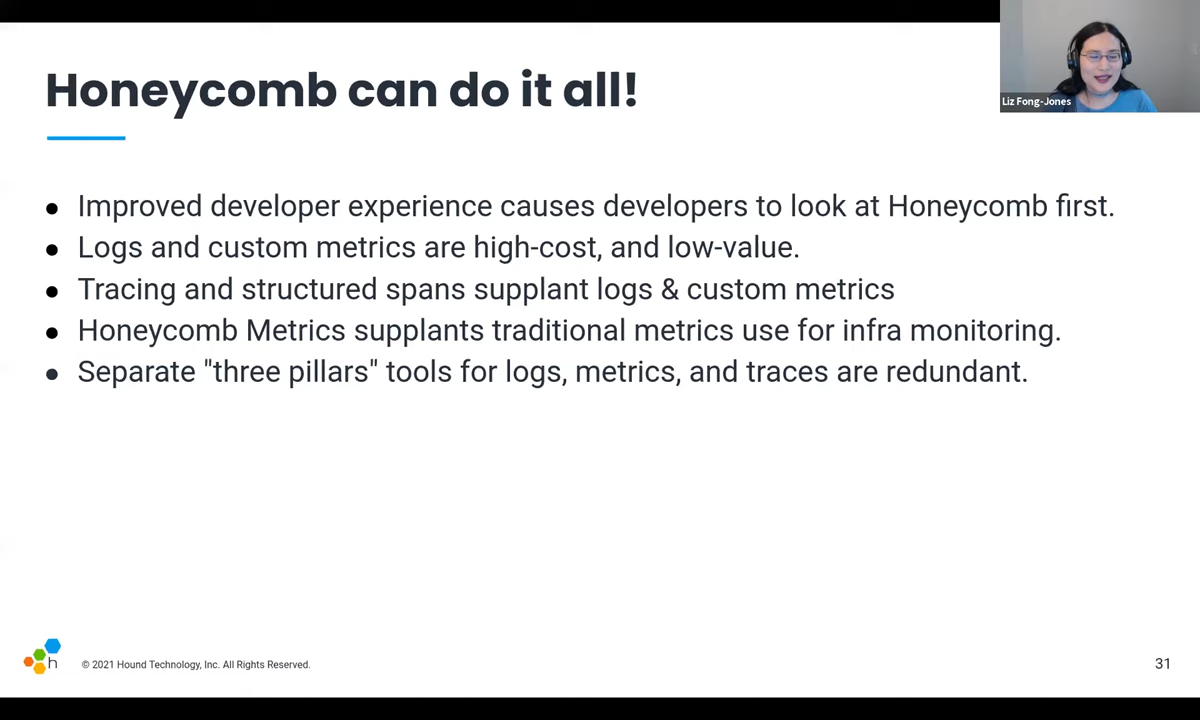 Honeycomb can do it all!
Liz Fong-Jones
● Improved developer experience causes developers to look at Honeycomb first.
● Logs and custom metrics are high-cost, and low-value.
● Tracing and structured spans supplant logs & custom metrics
● Honeycomb Metrics supplants traditional metrics use for infra monitoring.
● Separate "three pillars" tools for logs, metrics, and traces are redundant.
h
© 2021 Hound Technology, Inc. All Rights Reserved.
31